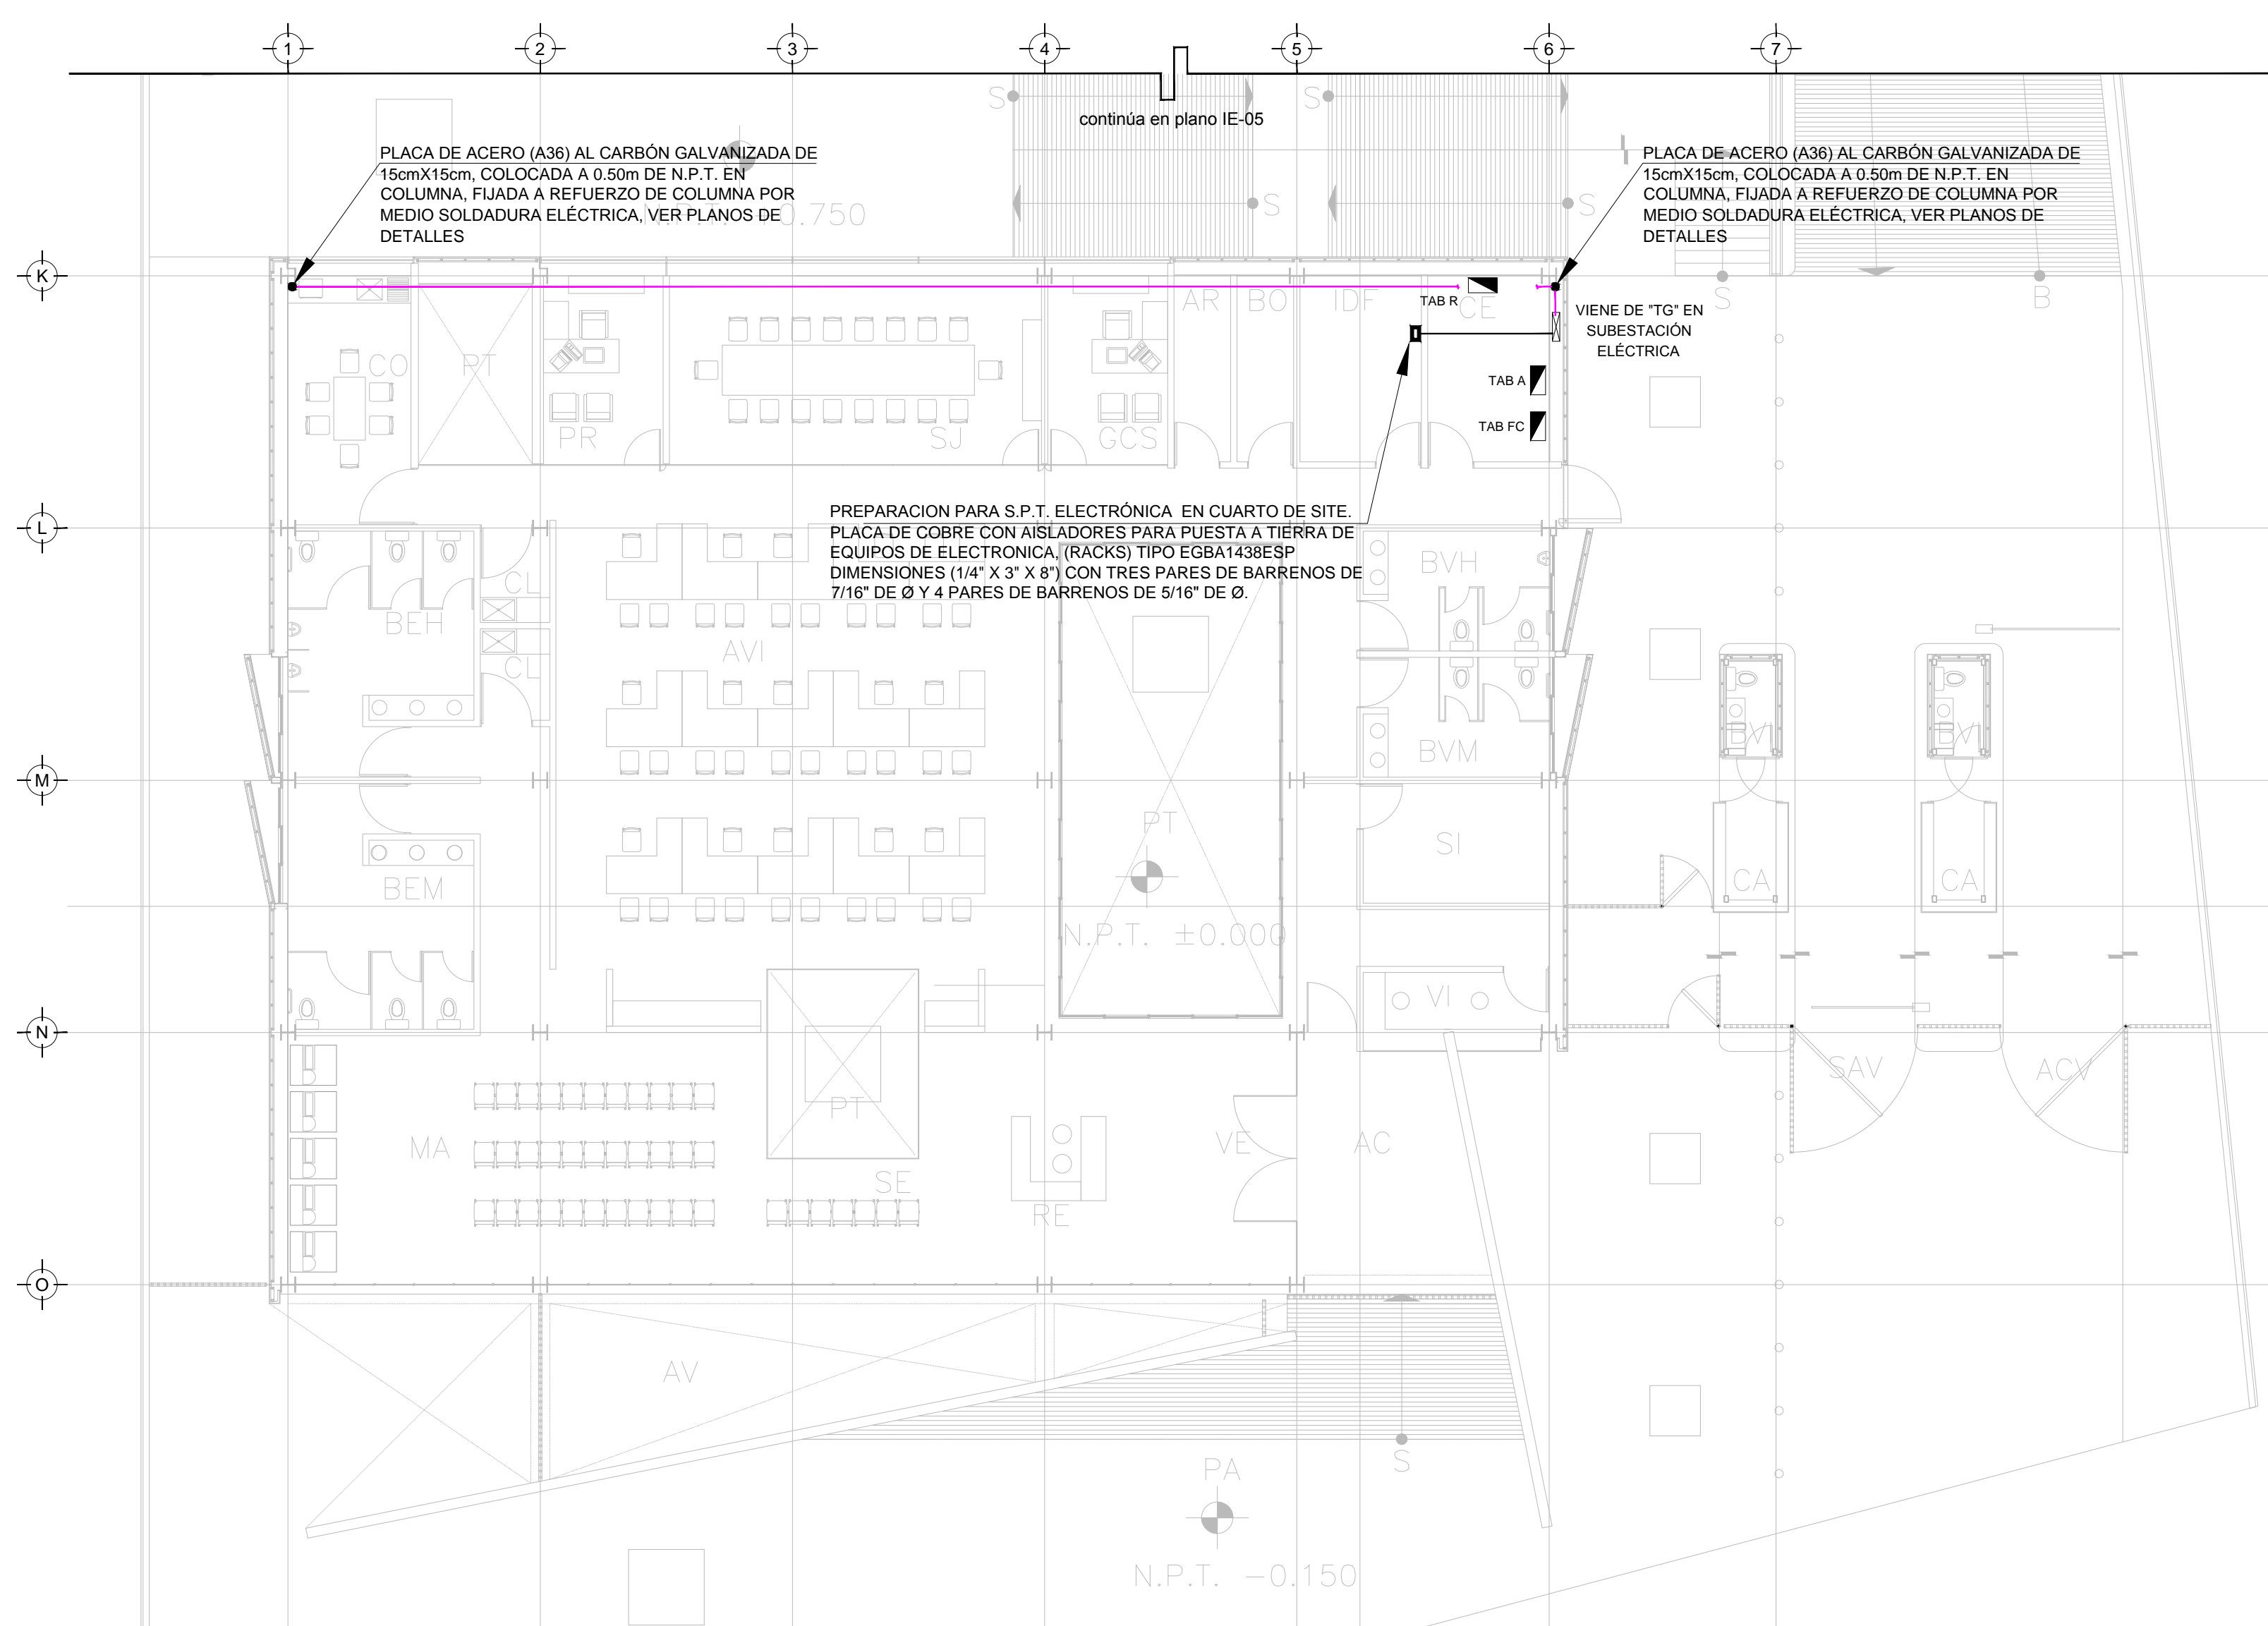 1 2 3 4 5 6 7
S S
continúa en plano IE-05
PLACA DE ACERO (A36) AL CARBÓN GALVANIZADA DE
15cmX15cm, COLOCADA A 0.50m DE N.P.T. EN
COLUMNA, FIJADA A REFUERZO DE COLUMNA POR
MEDIO SOLDADURA ELÉCTRICA, VER PLANOS DE
DETALLES
PLACA DE ACERO (A36) AL CARBÓN GALVANIZADA DE
15cmX15cm, COLOCADA A 0.50m DE N.P.T. EN
COLUMNA, FIJADA A REFUERZO DE COLUMNA POR
MEDIO SOLDADURA ELÉCTRICA, VER PLANOS DE
DETALLES
S S
N.P.T. 0.750
K
S B
AR BO IDF CE
TAB R
VIENE DE "TG" EN
SUBESTACIÓN
ELÉCTRICA
CO PT
TAB A
PR SJ GCS
TAB FC
L
PREPARACION PARA S.P.T. ELECTRÓNICA EN CUARTO DE SITE.
PLACA DE COBRE CON AISLADORES PARA PUESTA A TIERRA DE
EQUIPOS DE ELECTRONICA, (RACKS) TIPO EGBA1438ESP
DIMENSIONES (1/4" X 3" X 8") CON TRES PARES DE BARRENOS DE
7/16" DE Ø Y 4 PARES DE BARRENOS DE 5/16" DE Ø.
BVH
CL
BEH
AVI
CL
BVI BVI
BVM
M
PT
SI
BEM
CA CA
N.P.T. ±0.000
VI
N
SAV ACV
PT
MA VE AC
SE
RE
O
AV
S
PA
N.P.T. -0.150